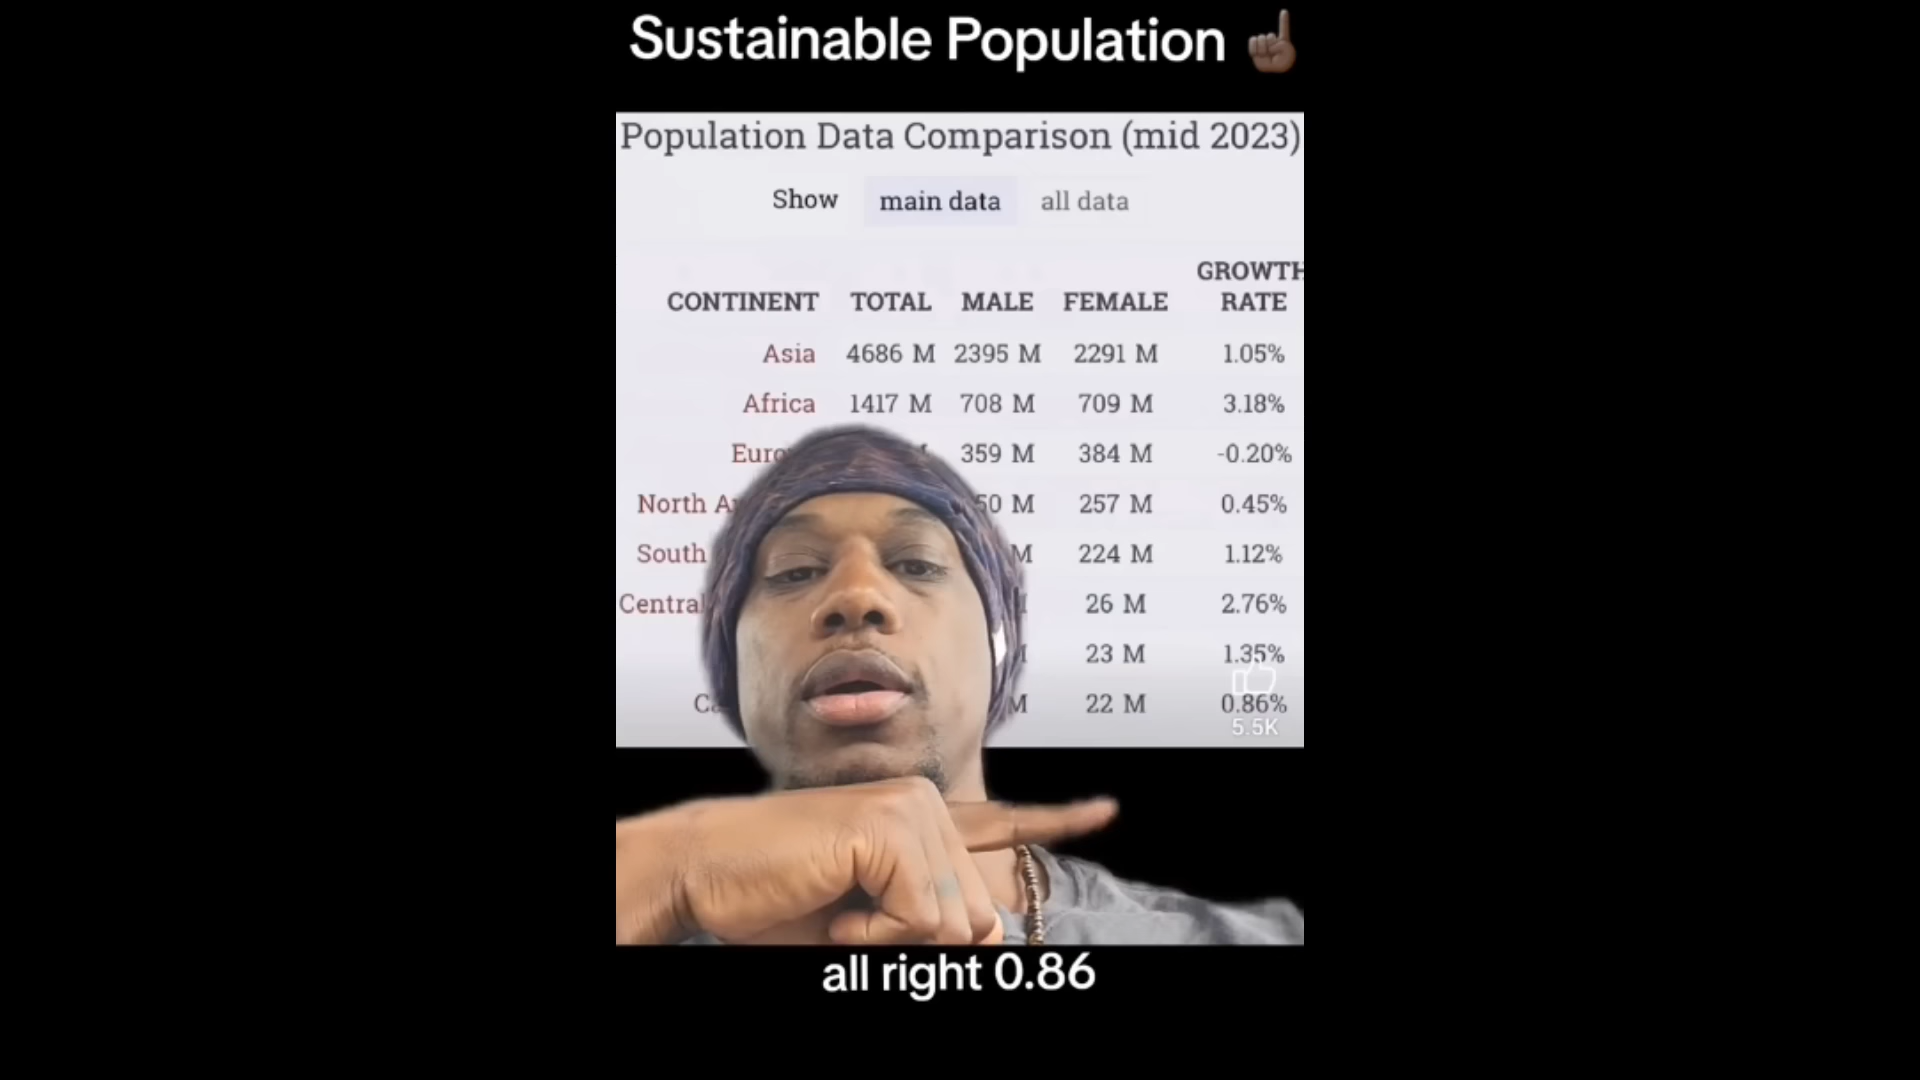 Sustainable Population ☝🏿
Population Data Comparison (mid 2023)
Show main data all data
GROWTH
CONTINENT TOTAL MALE FEMALE RATE
Asia 4686 M 2395 M 2291 M 1.05%
Africa 1417 M 708 M 709 M 3.18%
359 M 384 M -0.20%
North 50 M 257 M 0.45%
South M 224 M 1.12%
Central 26 M 2.76%
23 M 1.35%
M 22 M 0.86%
5.5K
all right 0.86